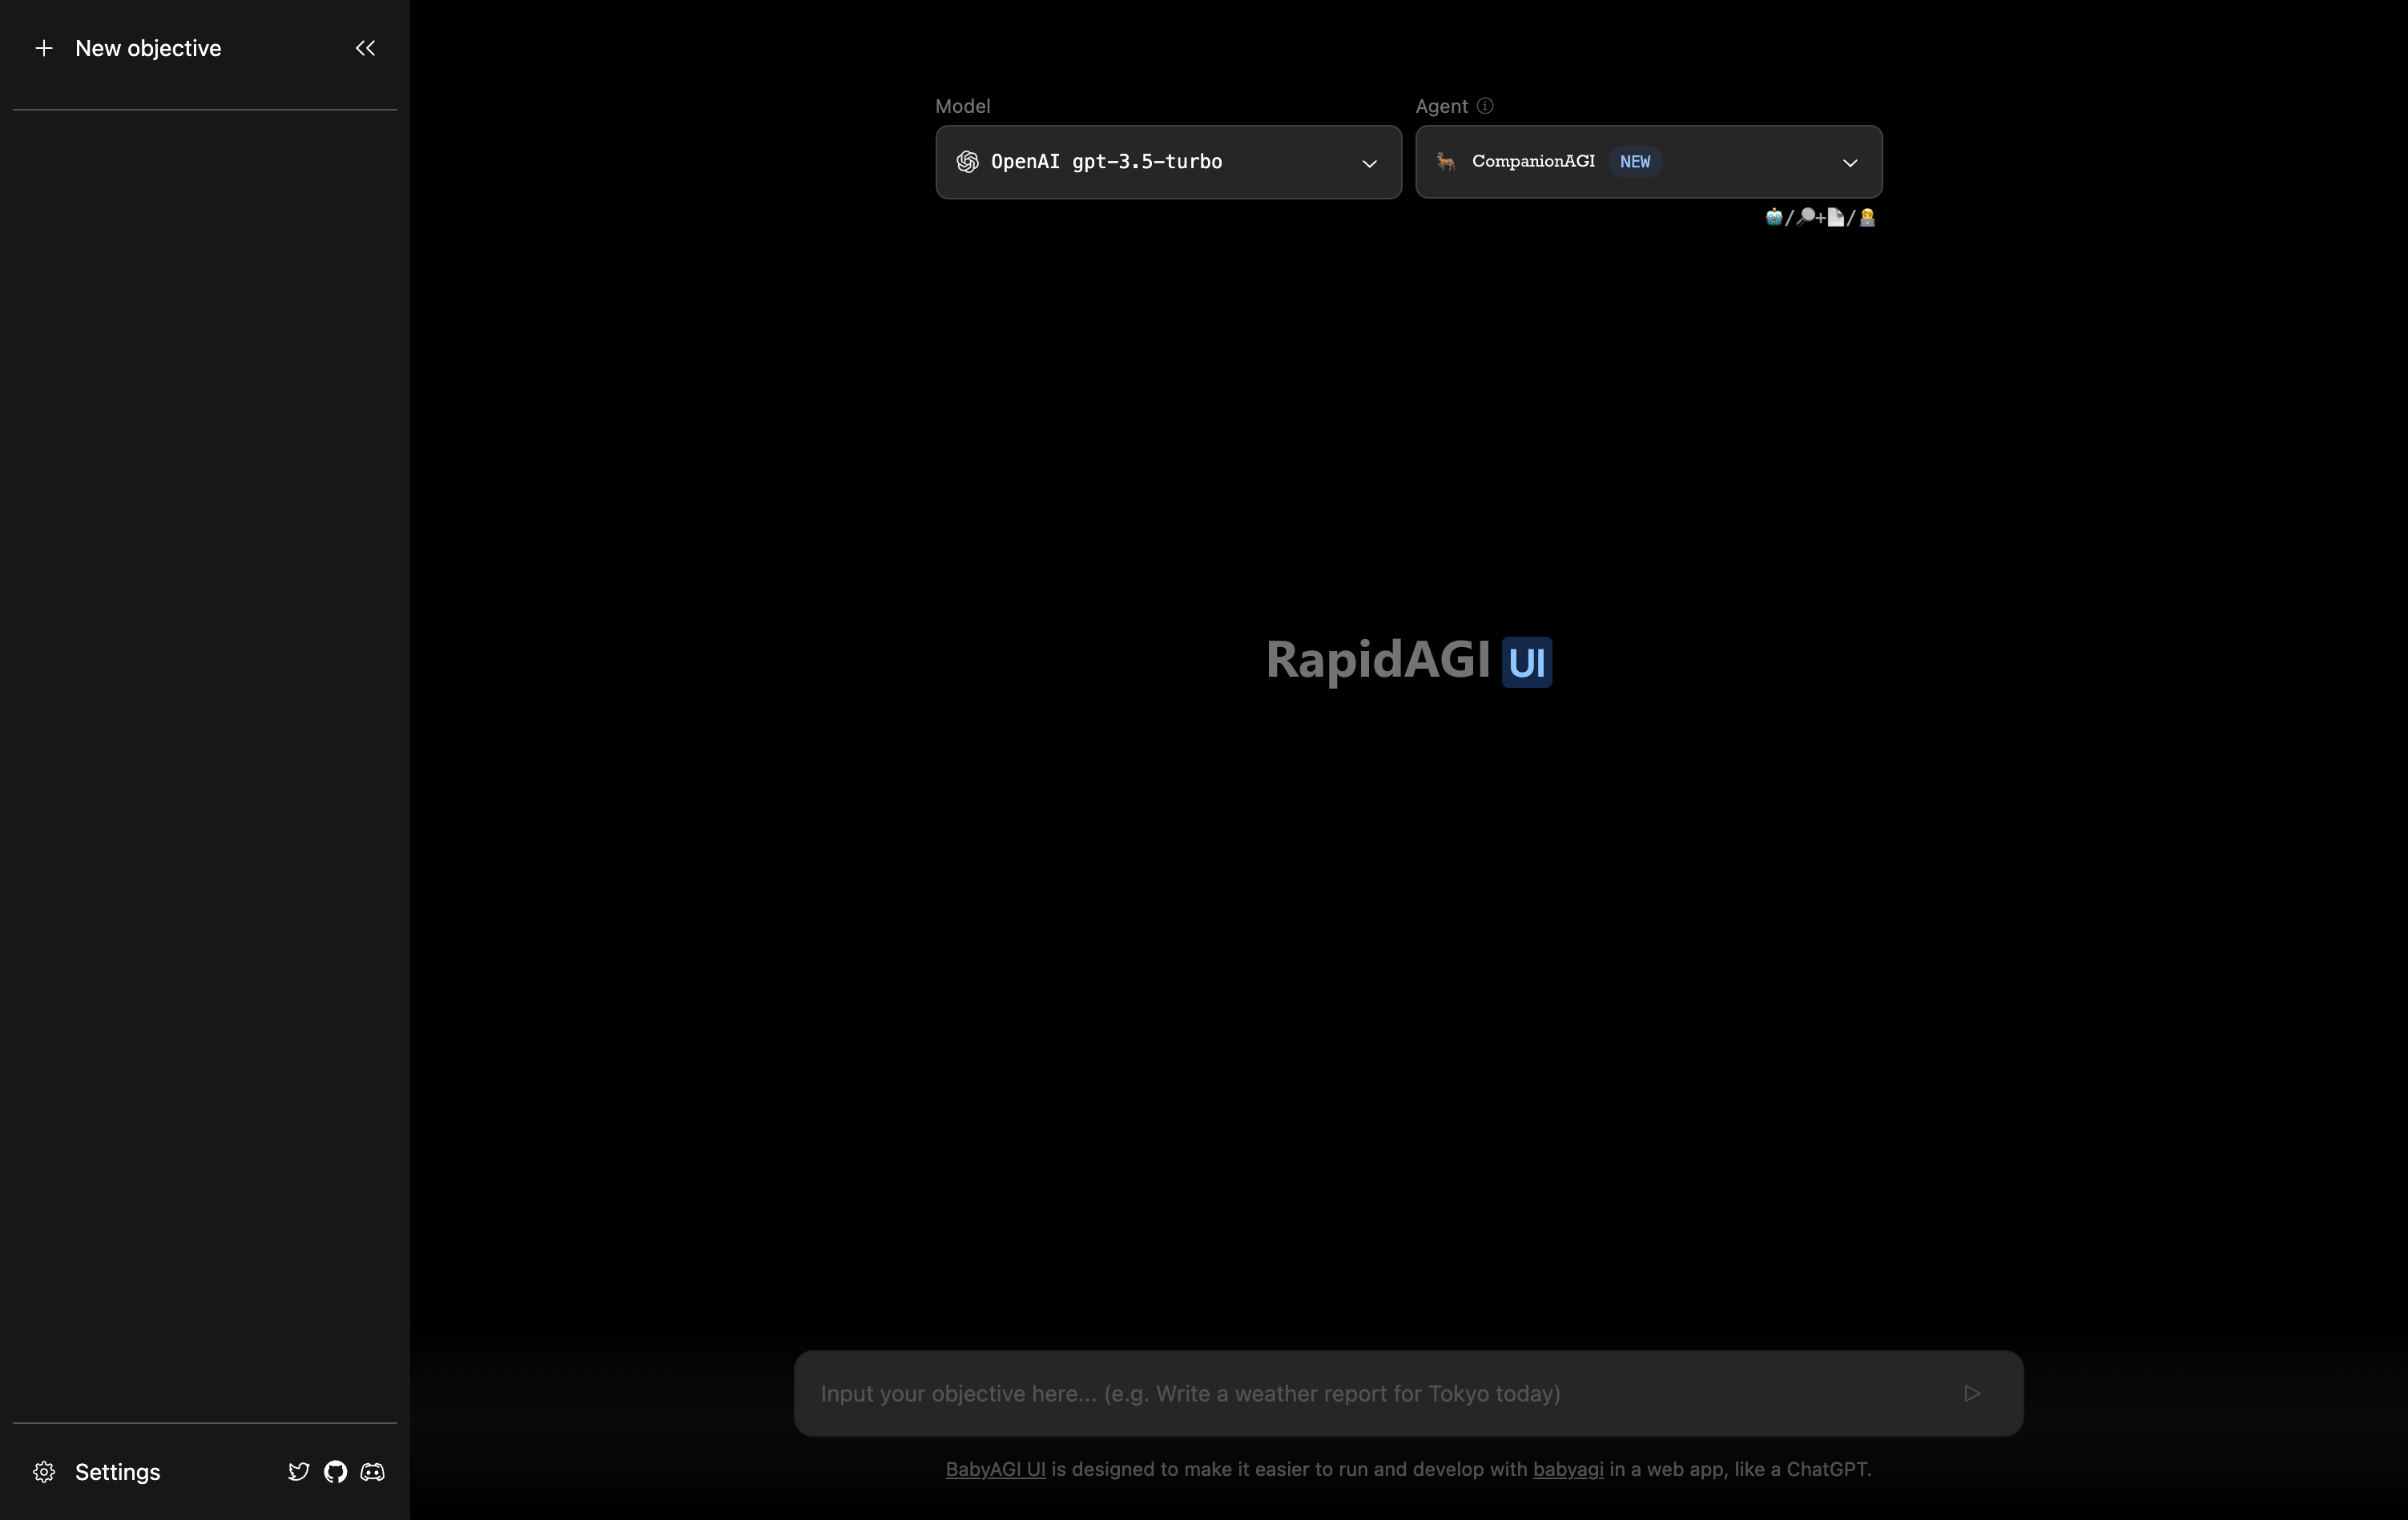 New objective
Model
Agent
OpenAI gpt-3.5-turbo
CompanionAGI NEW
/ + /
RapidAGI UI
Input your objective here... (e.g. Write a weather report for Tokyo today)
Settings
BabyAGI UI is designed to make it easier to run and develop with babyagi in a web app, like a ChatGPT.